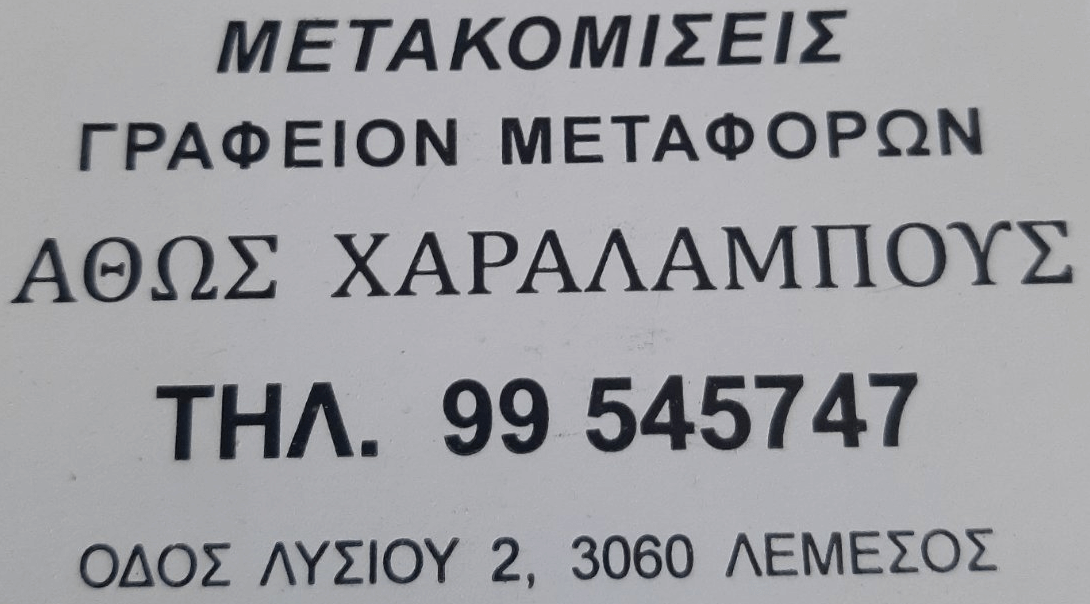 ΜΕΤΑΚΟΜΙΣΕΙΣ
ΓΡΑΦΕΙΟΝ ΜΕΤΑΦΟΡΩΝ
ΑΘΩΣ ΧΑΡΑΛΑΜΠΟΥΣ
ΤΗΛ. 99 545747
ΟΔΟΣ ΛΥΣΙΟΥ 2, 3060 ΛΕΜΕΣΟΣ